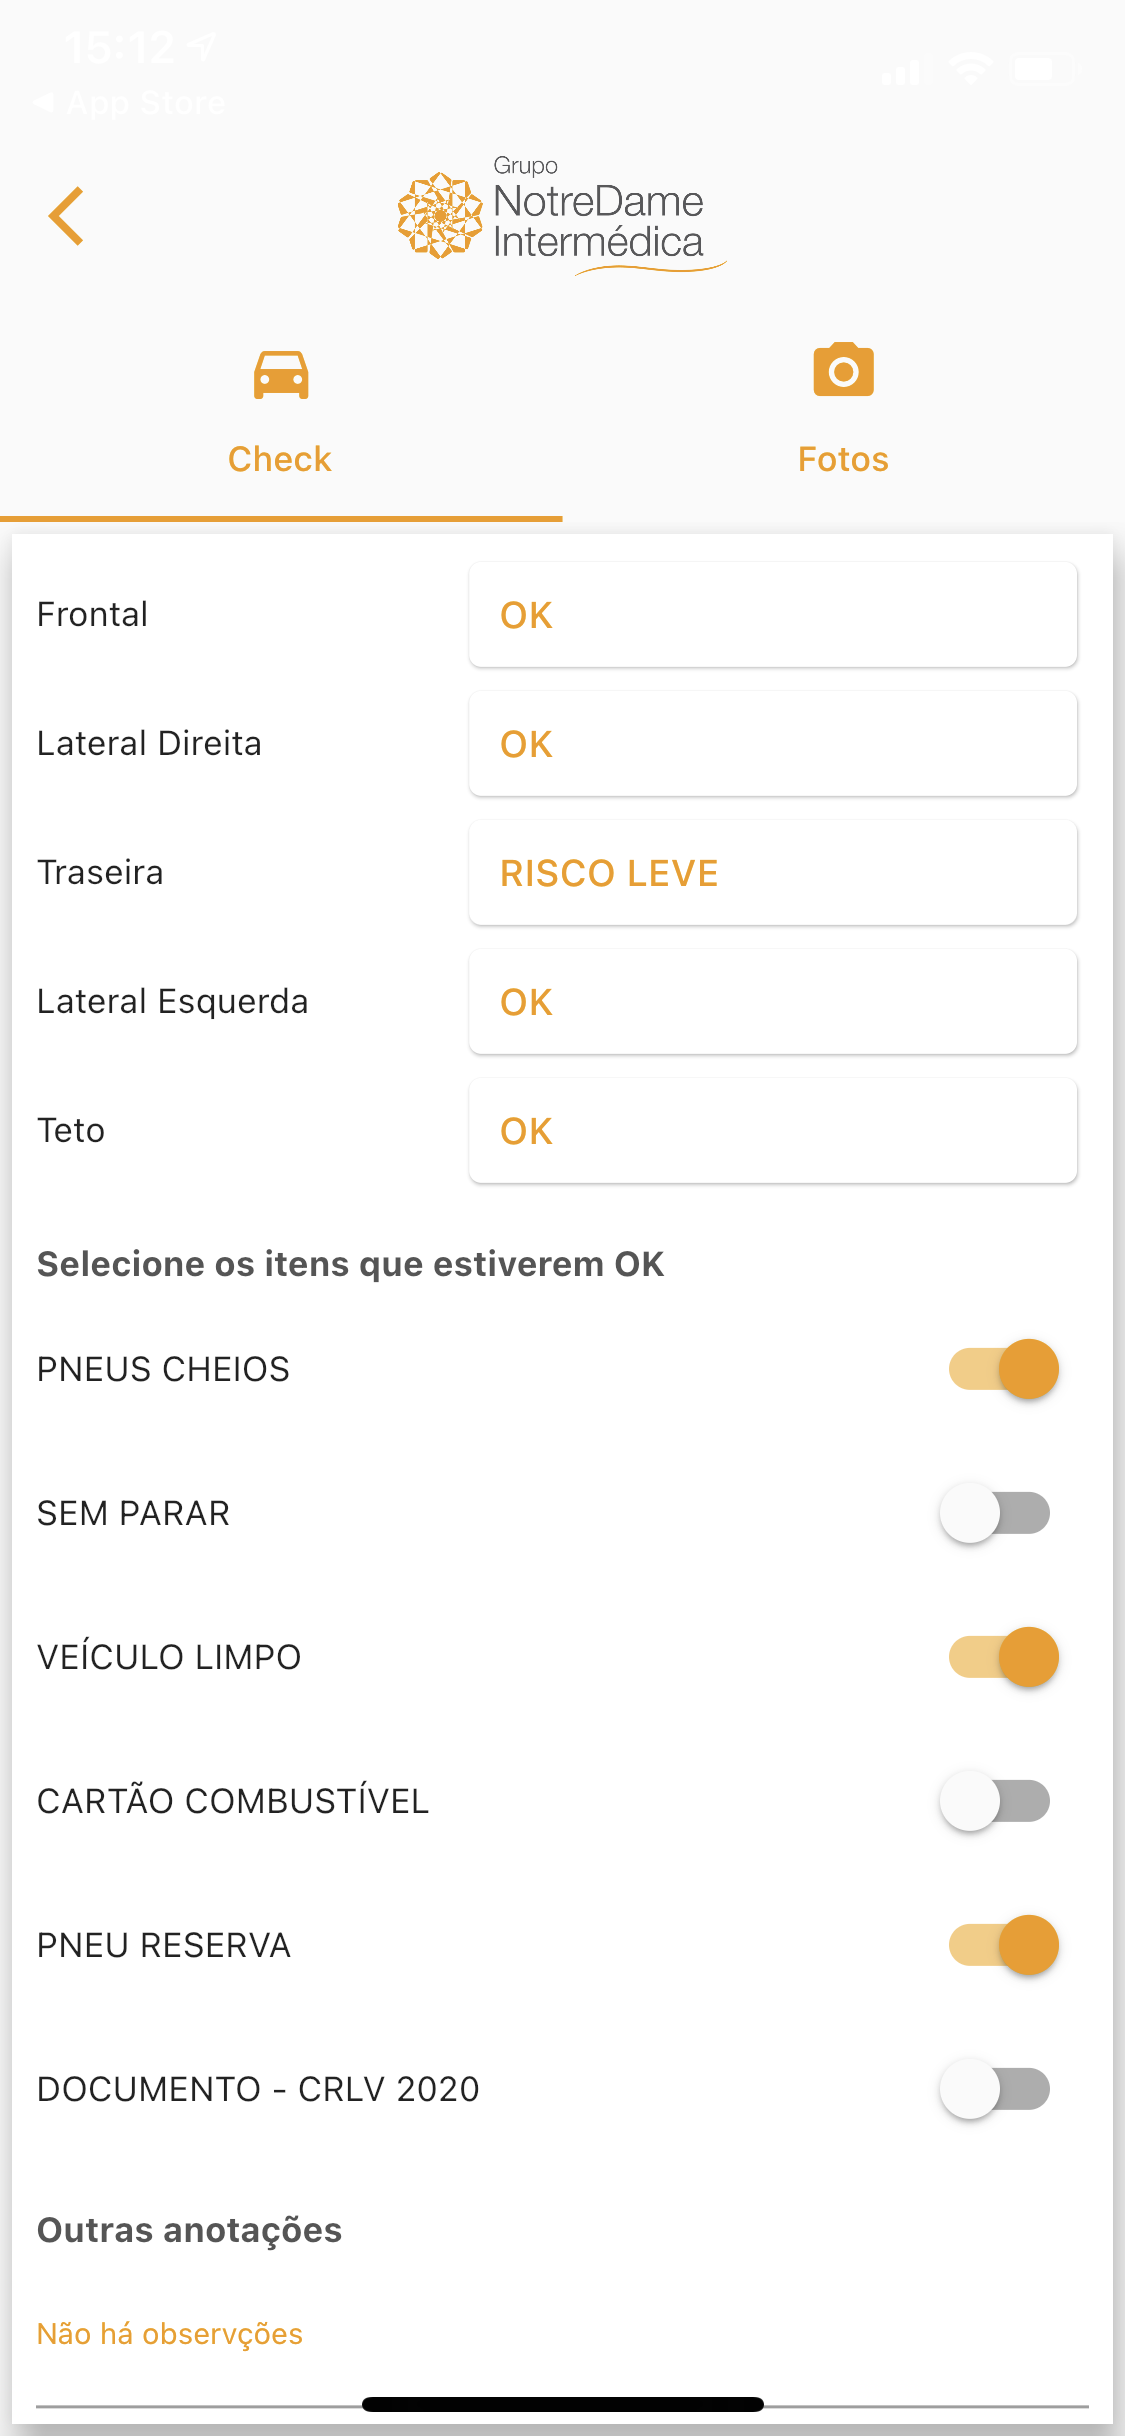 15:12
App Store
Grupo
NotreDame
Intermédica
Check
Fotos
Frontal
OK
Lateral Direita
OK
Traseira
RISCO LEVE
Lateral Esquerda
OK
Teto
OK
Selecione os itens que estiverem OK
PNEUS CHEIOS
SEM PARAR
VEÍCULO LIMPO
CARTÃO COMBUSTÍVEL
PNEU RESERVA
DOCUMENTO - CRLV 2020
Outras anotações
Não há observções